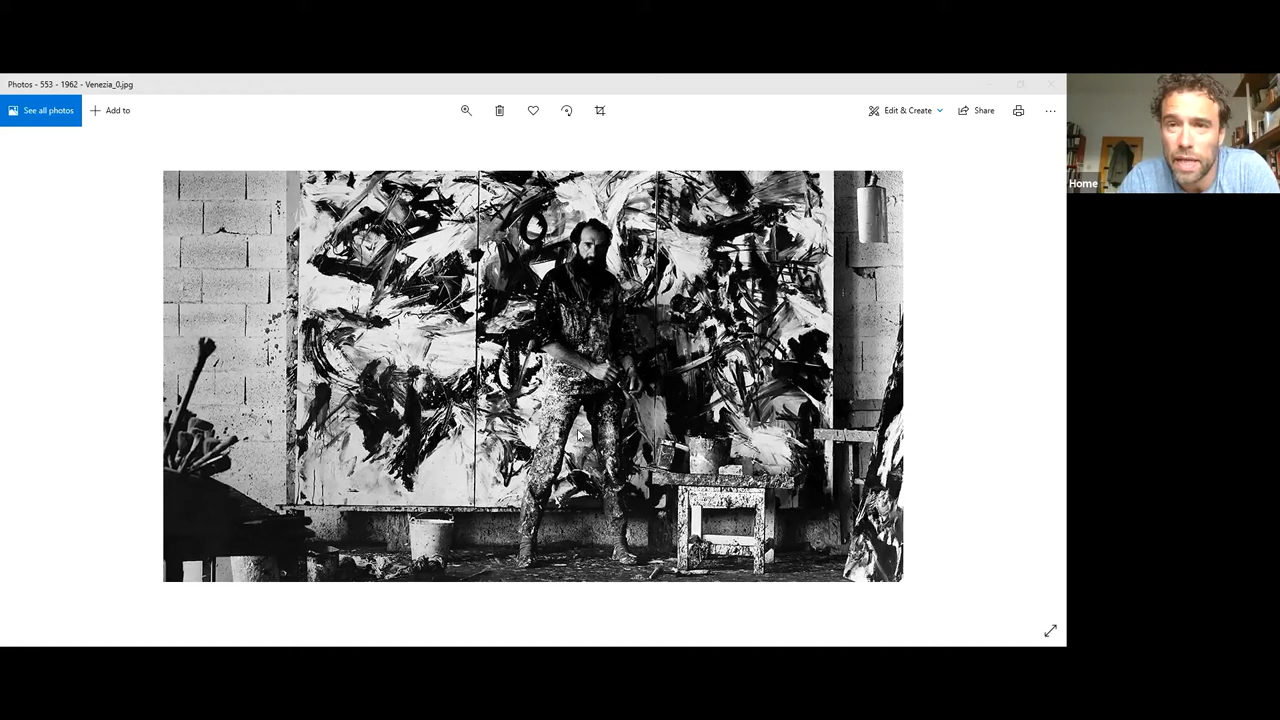 Photos - 553 - 1962 - Venezia_0.jpg
See all photos
Add to
Edit & Create
Share
Home